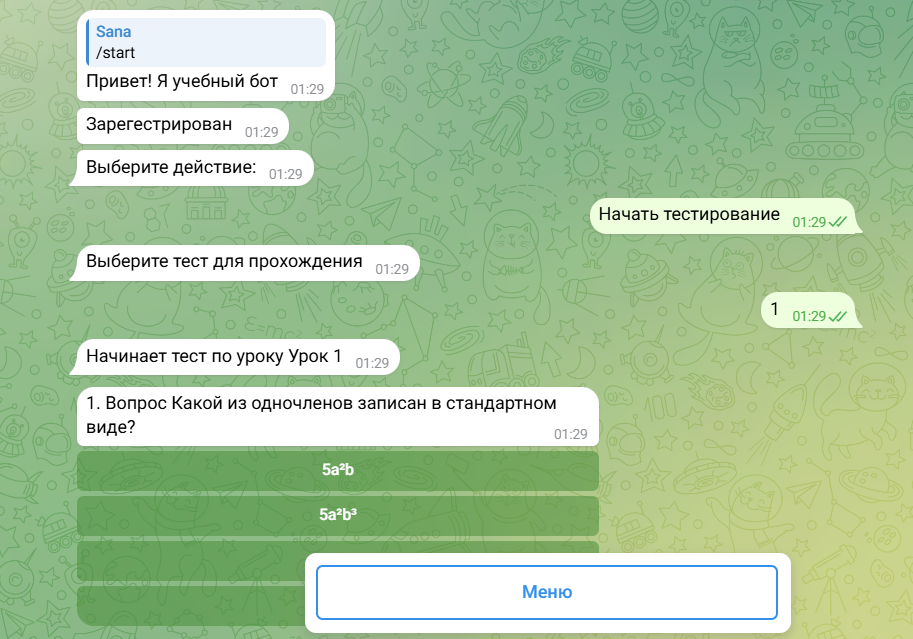 Sana
/start
Привет! Я учебный бот 01:29
Зарегестрирован 01:29
Выберите действие: 01:29
Начать тестирование 01:29
Выберите тест для прохождения 01:29
1 01:29
Начинает тест по уроку Урок 1 01:29
1. Вопрос Какой из одночленов записан в стандартном
виде? 01:29
5a²b
5a²b³
Меню